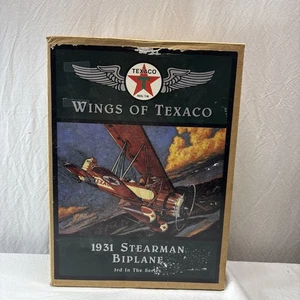 TEXACO
WINGS OF TEXACO
1931 STEARMAN
BIPLANE
3rd In The Series